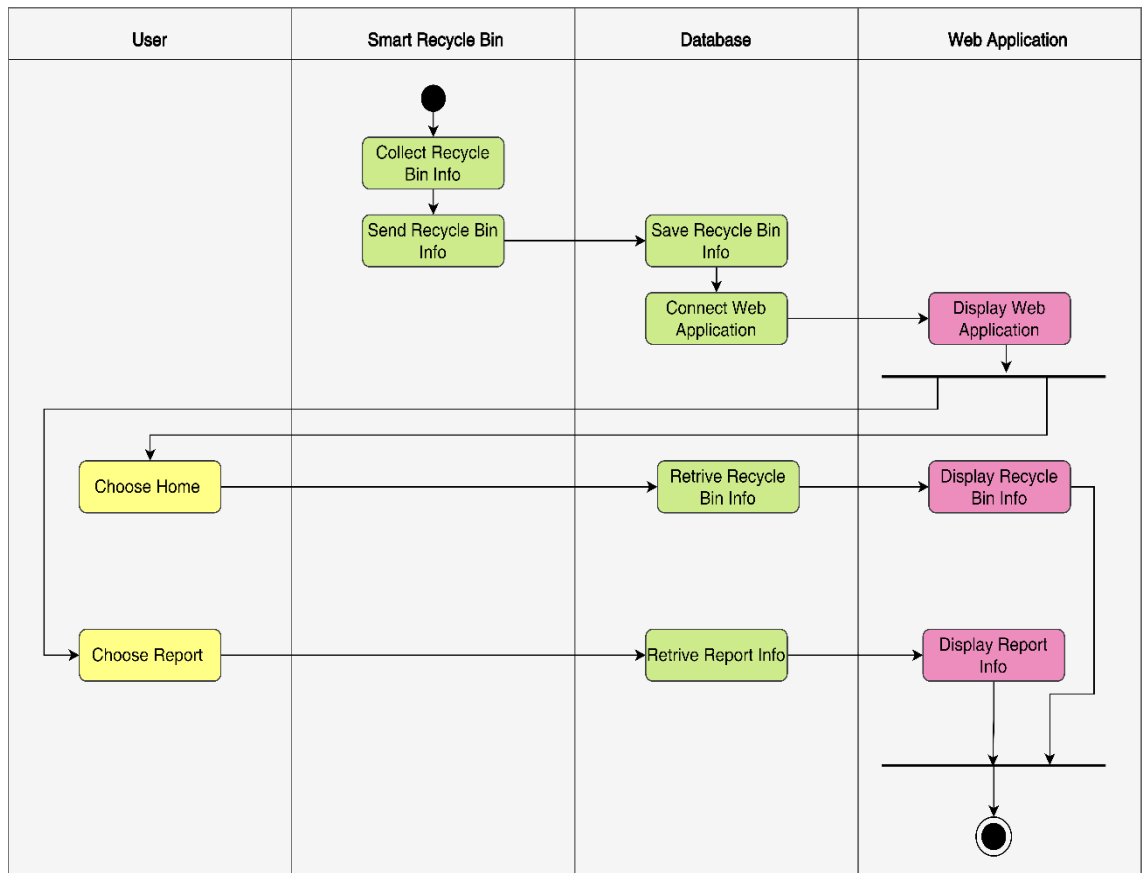 User
Smart Recycle Bin
Database
Web Application
Collect Recycle
Bin Info
Send Recycle Bin
Info
Save Recycle Bin
Info
Connect Web
Application
Display Web
Application
Choose Home
Retrive Recycle
Bin Info
Display Recycle
Bin Info
Choose Report
Retrive Report Info
Display Report
Info